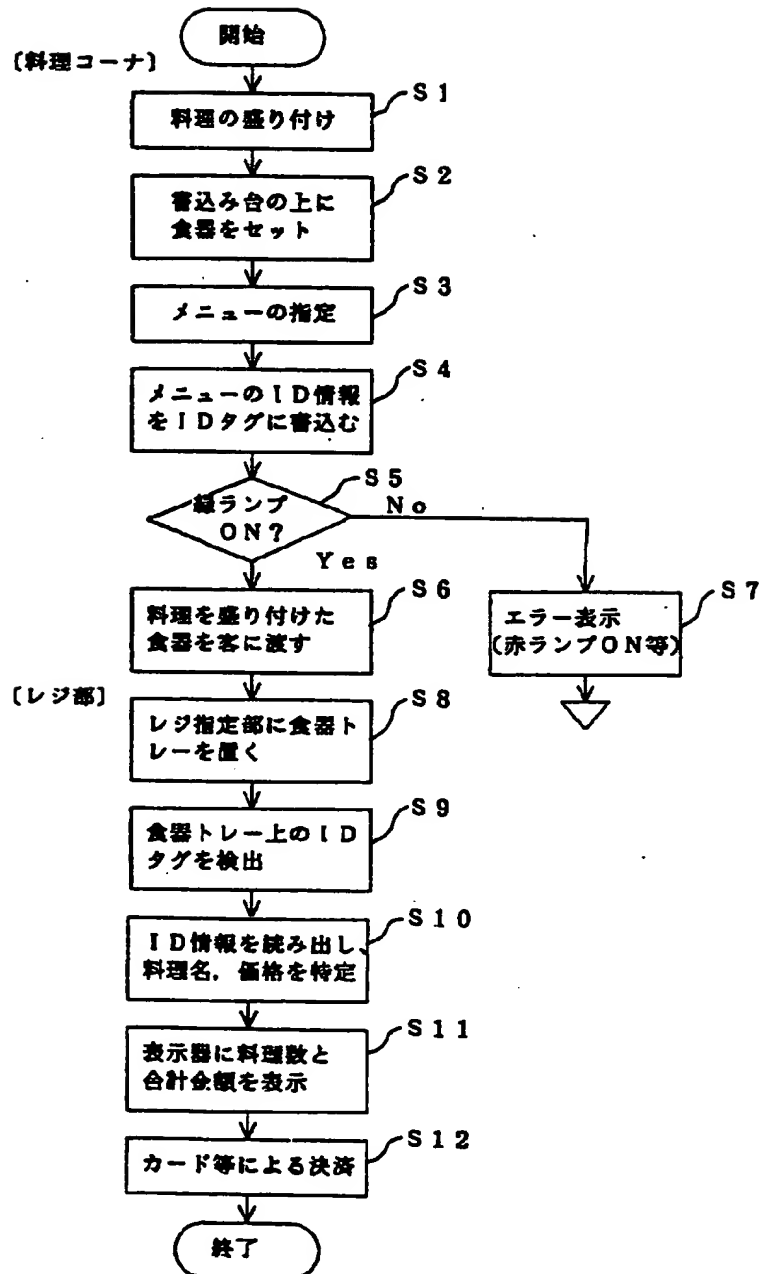 開始
〔料理コーナ〕
S1
料理の盛り付け
S2
書込み台の上に
食器をセット
S3
メニューの指定
S4
メニューのID情報
をIDタグに書込む
S5
緑ランプ
ON?
No
Yes
S6
料理を盛り付けた
食器を客に渡す
S7
エラー表示
(赤ランプON等)
〔レジ部〕
S8
レジ指定部に食器ト
レーを置く
S9
食器トレー上のID
タグを検出
S10
ID情報を読み出し、
料理名,価格を特定
S11
表示器に料理数と
合計金額を表示
S12
カード等による決済
終了